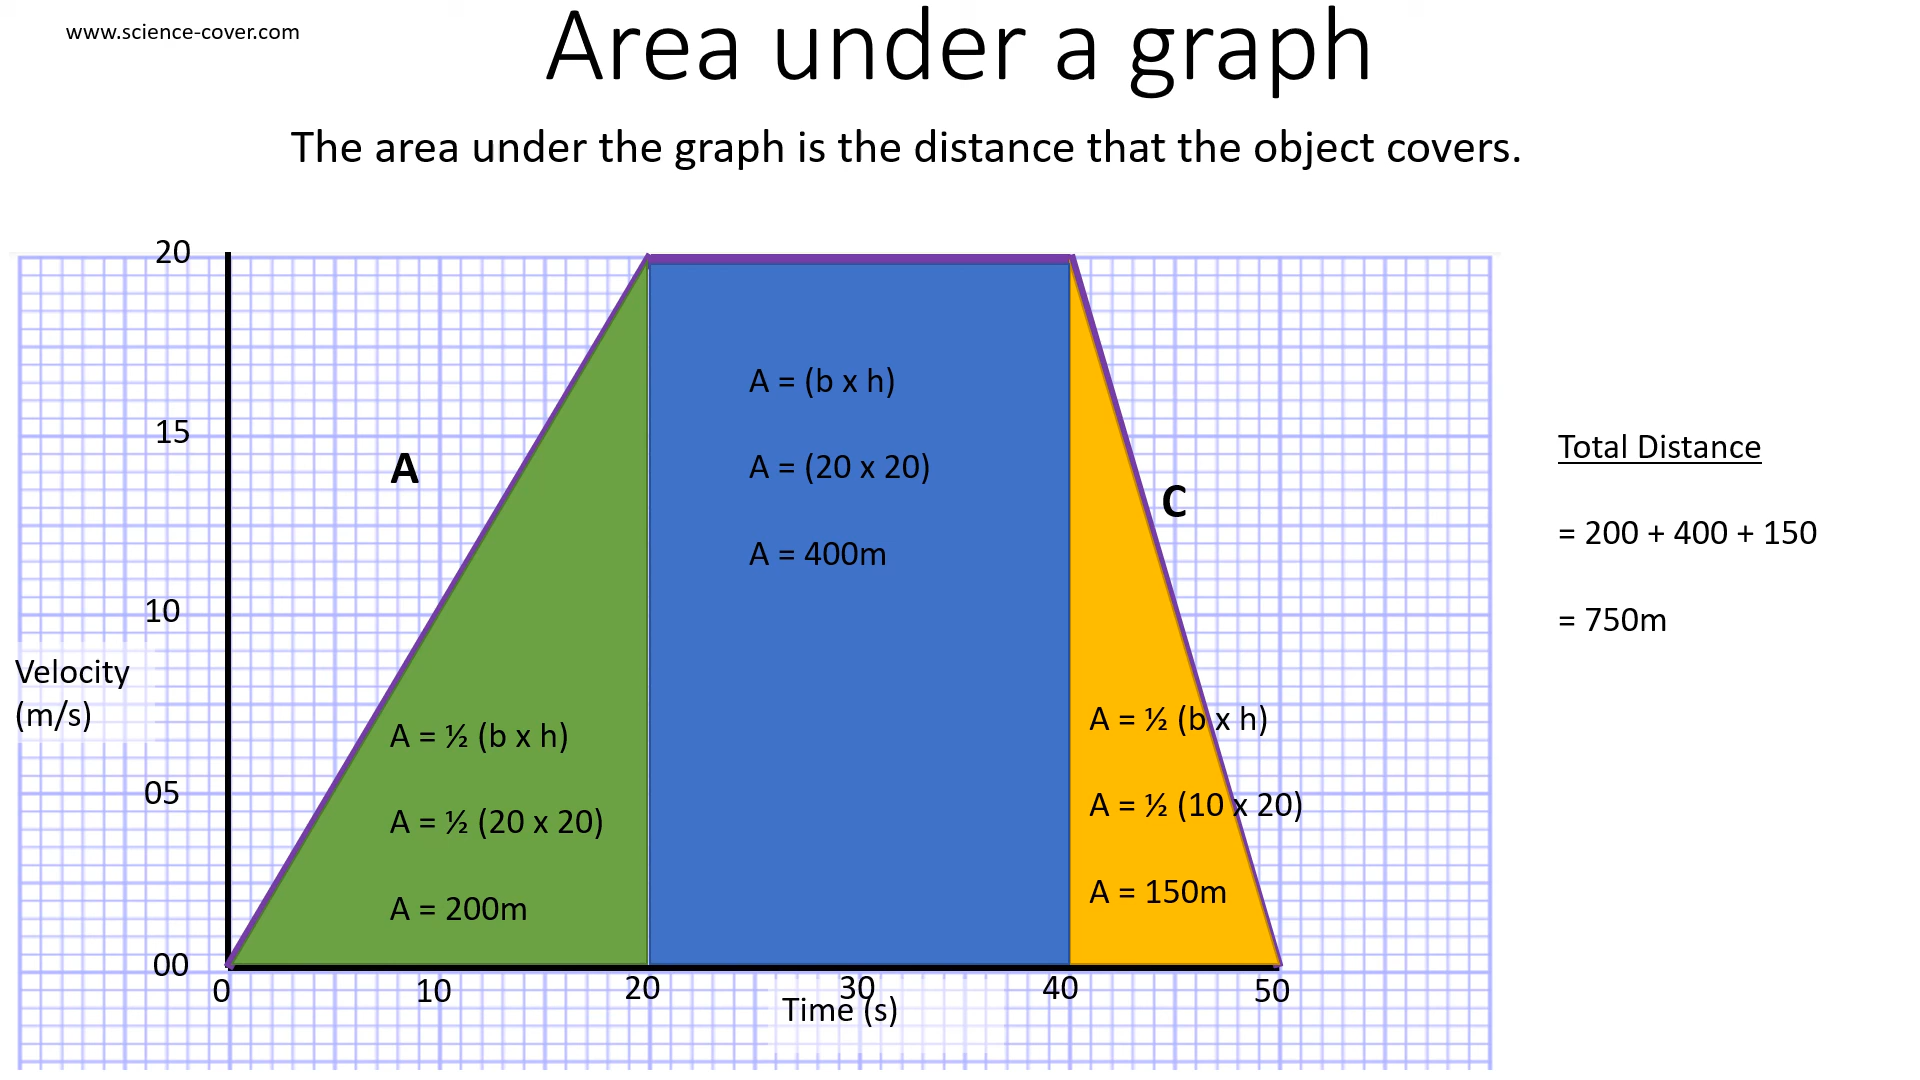 www.science-cover.com
Area under a graph
The area under the graph is the distance that the object covers.
20
15
10
05
00
Velocity
(m/s)
A
A = ½ (b x h)
A = ½ (20 x 20)
A = 200m
A = (b x h)
A = (20 x 20)
A = 400m
C
A = ½ (b x h)
A = ½ (10 x 20)
A = 150m
0
10
20
30
40
50
Time (s)
Total Distance
= 200 + 400 + 150
= 750m